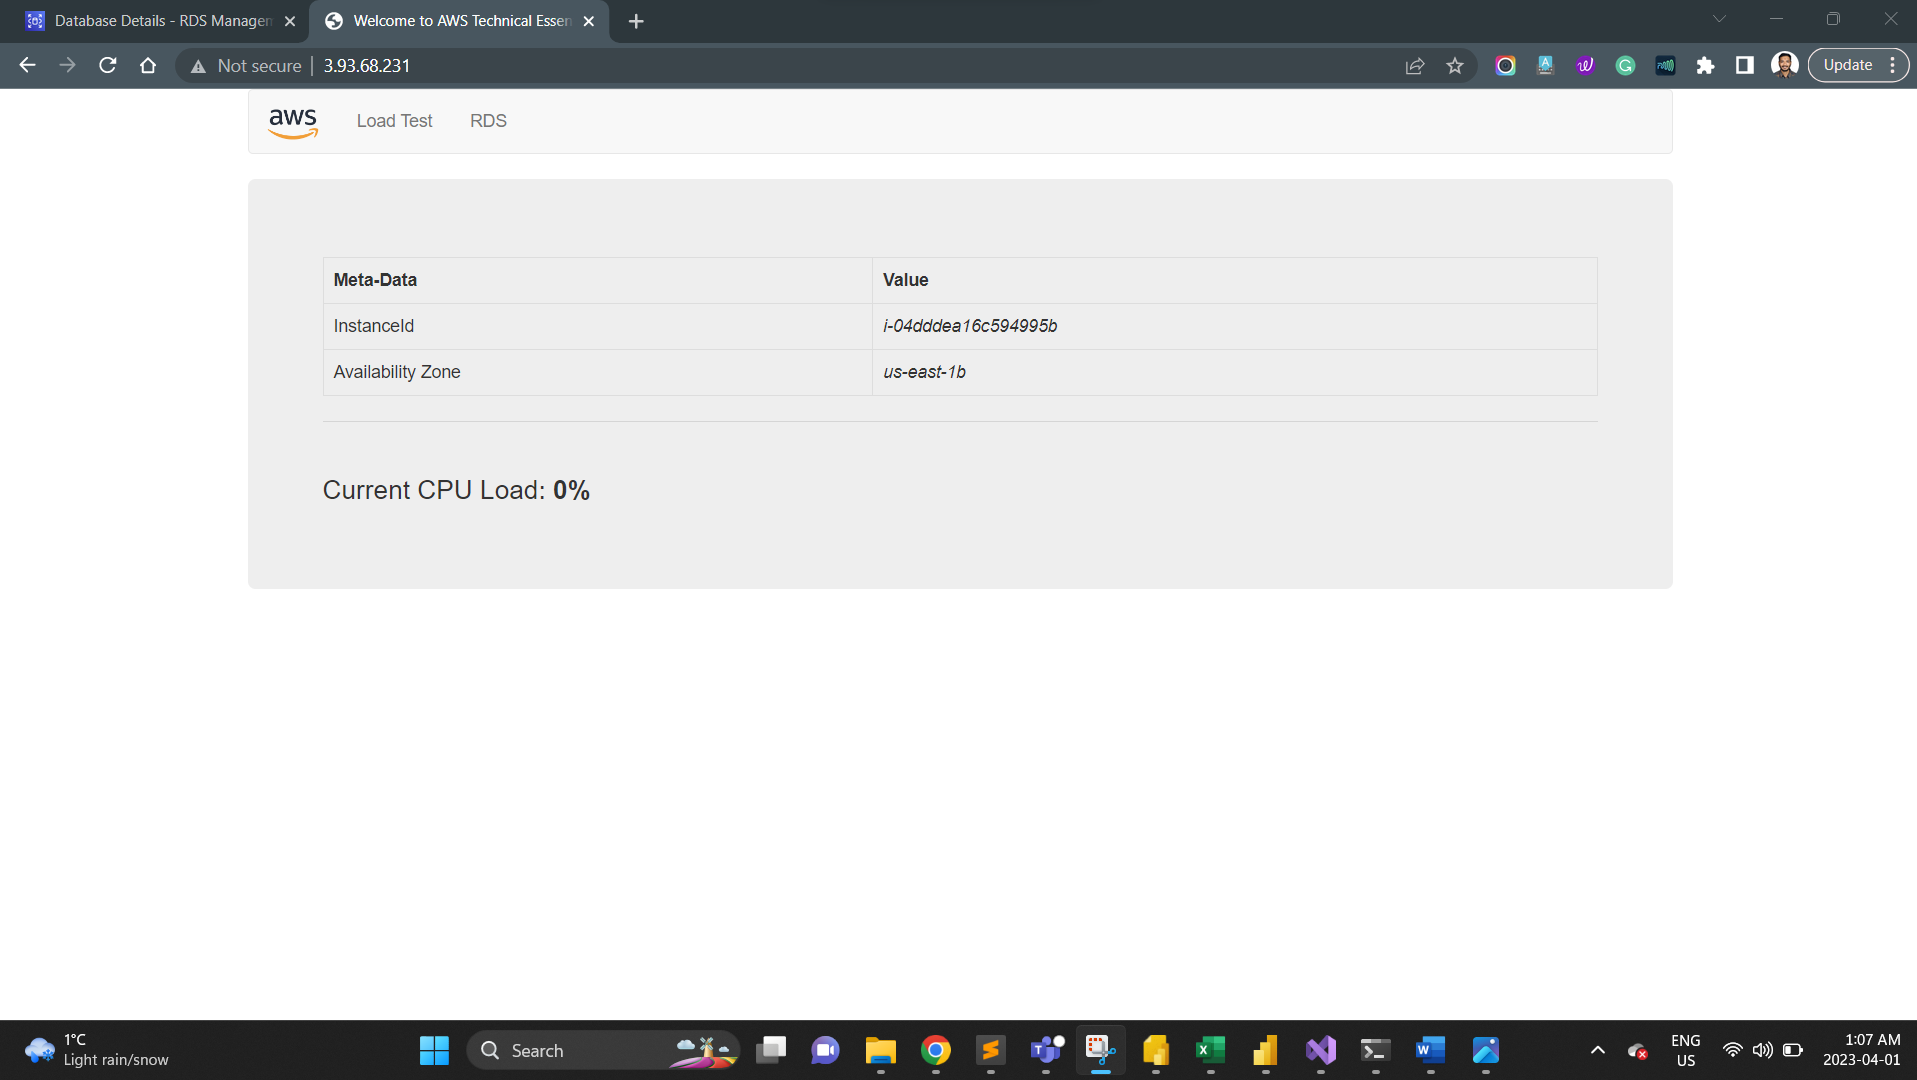 Database Details - RDS Managem
Welcome to AWS Technical Essen
Not secure
3.93.68.231
Update
aws
Load Test
RDS
Meta-Data Value
InstanceId i-04dddea16c594995b
Availability Zone us-east-1b
Current CPU Load: 0%
1°C
Light rain/snow
Search
ENG
US
1:07 AM
2023-04-01